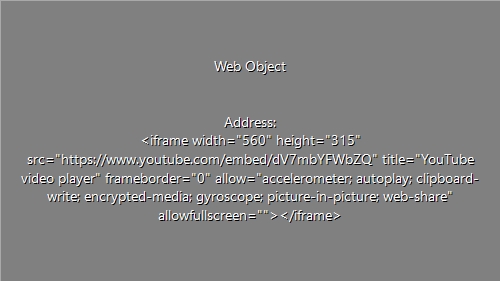 Web Object
Address:
<iframe width="560" height="315"
src="https://www.youtube.com/embed/dV7mbYFWbZQ" title="YouTube
video player" frameborder="0" allow="accelerometer; autoplay; clipboard-
write; encrypted-media; gyroscope; picture-in-picture; web-share"
allowfullscreen=""></iframe>